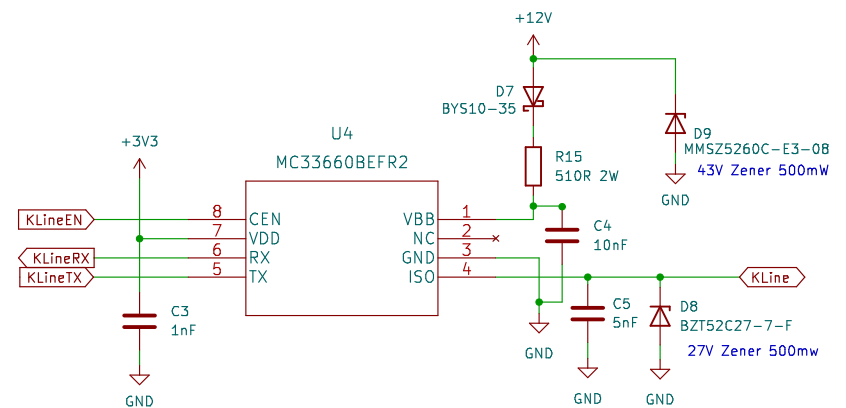 +12V
D7
BYS10-35
D9
MMSZ5260C-E3-08
43V Zener 500mW
GND
+3V3
U4
MC33660BEFR2
R15
510R 2W
KLineEN
8
CEN
VBB
1
7
VDD
NC
2
KLineRX
6
RX
GND
3
KLineTX
5
TX
ISO
4
C4
10nF
KLine
C3
1nF
C5
5nF
D8
BZT52C27-7-F
27V Zener 500mw
GND
GND
GND
GND